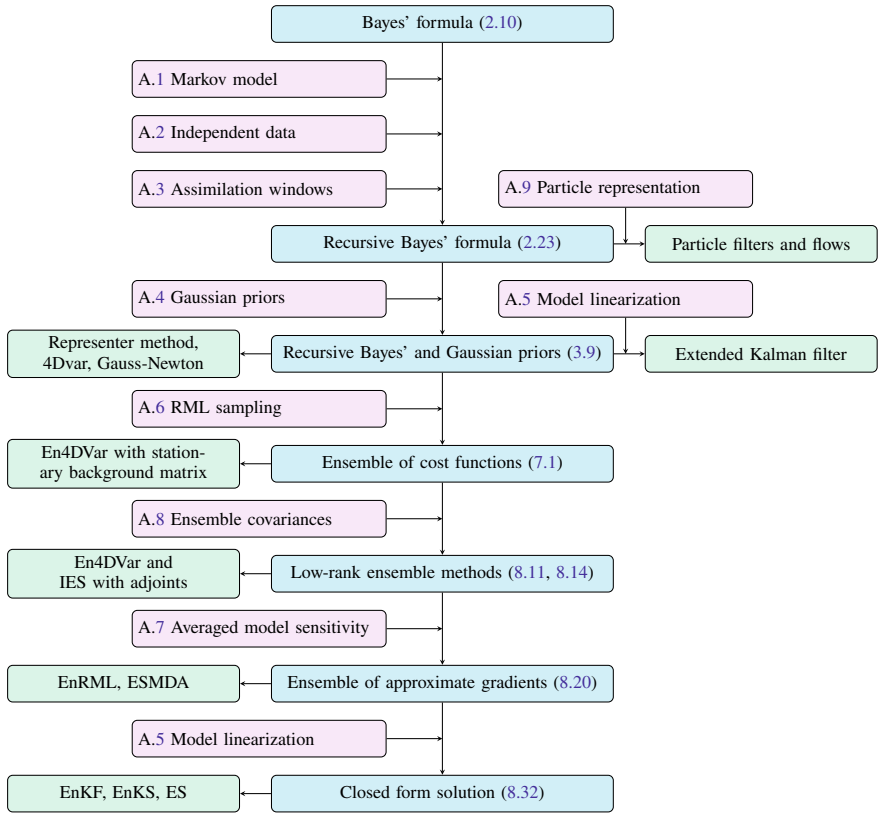 Bayes’ formula (2.10)
A.1 Markov model
A.2 Independent data
A.3 Assimilation windows
A.9 Particle representation
Recursive Bayes’ formula (2.23)
Particle filters and flows
A.4 Gaussian priors
A.5 Model linearization
Representer method,
4Dvar, Gauss-Newton
Recursive Bayes’ and Gaussian priors (3.9)
Extended Kalman filter
A.6 RML sampling
En4DVar with station-
ary background matrix
Ensemble of cost functions (7.1)
A.8 Ensemble covariances
En4DVar and
IES with adjoints
Low-rank ensemble methods (8.11, 8.14)
A.7 Averaged model sensitivity
EnRML, ESMDA
Ensemble of approximate gradients (8.20)
A.5 Model linearization
EnKF, EnKS, ES
Closed form solution (8.32)